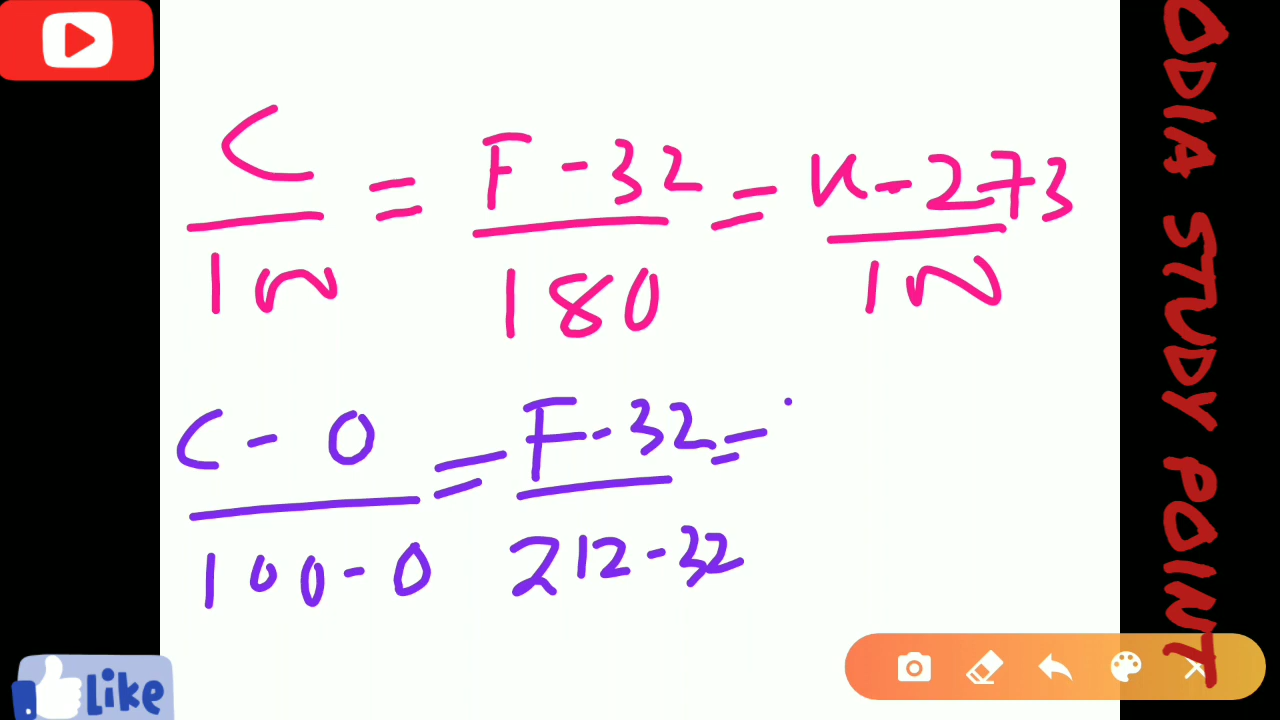 C/100 = F-32/180 = K-273/100
C-0/100-0 = F-32/212-32 =
Like
ODIA STUDY POINT